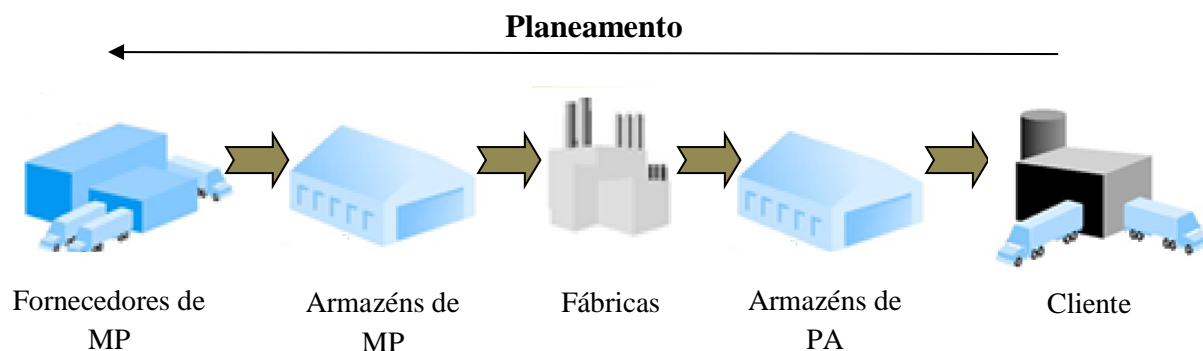 Planeamento
Fornecedores de
MP
Armazéns de
MP
Fábricas
Armazéns de
PA
Cliente